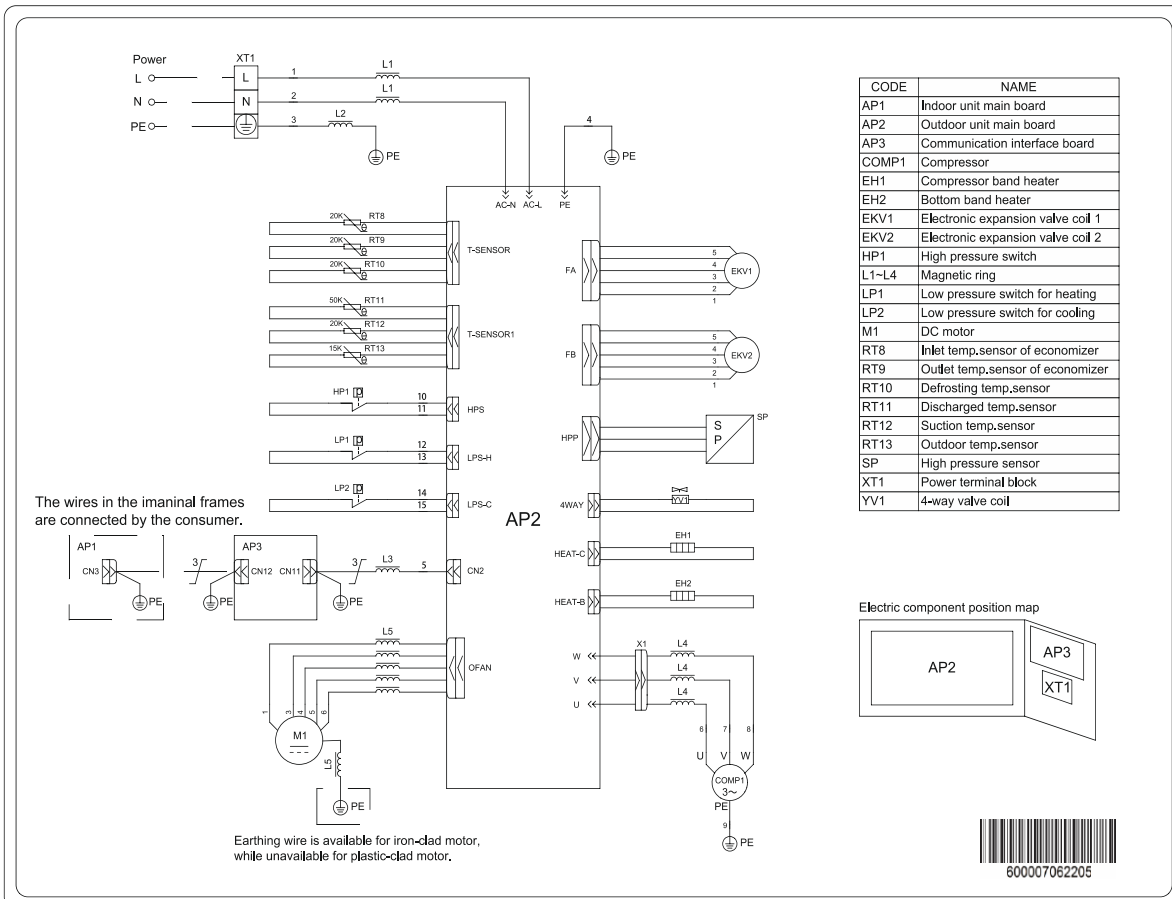 Power
XT1
L
L
1
L1
N
N
2
L1
PE
3
L2
PE
4
PE
AC-N
AC-L
PE
20K
RT8
20K
RT9
20K
RT10
T-SENSOR
50K
RT11
20K
RT12
15K
RT13
T-SENSOR1
HP1
P
10
11
HPS
LP1
P
12
13
LPS-H
LP2
P
14
15
LPS-C
AP2
FA
5
4
3
2
1
EKV1
FB
5
4
3
2
1
EKV2
HPP
S
P
SP
4WAY
YV1
HEAT-C
EH1
HEAT-B
EH2
The wires in the imaninal frames
are connected by the consumer.
AP1
CN3
PE
3
PE
AP3
CN12
CN11
PE
3
L3
5
CN2
L5
OFAN
1
3
4
5
6
M1
L5
PE
Earthing wire is available for iron-clad motor,
while unavailable for plastic-clad motor.
W
V
U
X1
L4
L4
L4
6
7
8
U
V
W
COMP1
3~
PE
9
PE
CODE NAME
AP1 Indoor unit main board
AP2 Outdoor unit main board
AP3 Communication interface board
COMP1 Compressor
EH1 Compressor band heater
EH2 Bottom band heater
EKV1 Electronic expansion valve coil 1
EKV2 Electronic expansion valve coil 2
HP1 High pressure switch
L1~L4 Magnetic ring
LP1 Low pressure switch for heating
LP2 Low pressure switch for cooling
M1 DC motor
RT8 Inlet temp.sensor of economizer
RT9 Outlet temp.sensor of economizer
RT10 Defrosting temp.sensor
RT11 Discharged temp.sensor
RT12 Suction temp.sensor
RT13 Outdoor temp.sensor
SP High pressure sensor
XT1 Power terminal block
YV1 4-way valve coil
Electric component position map
AP2
AP3
XT1
600007062205